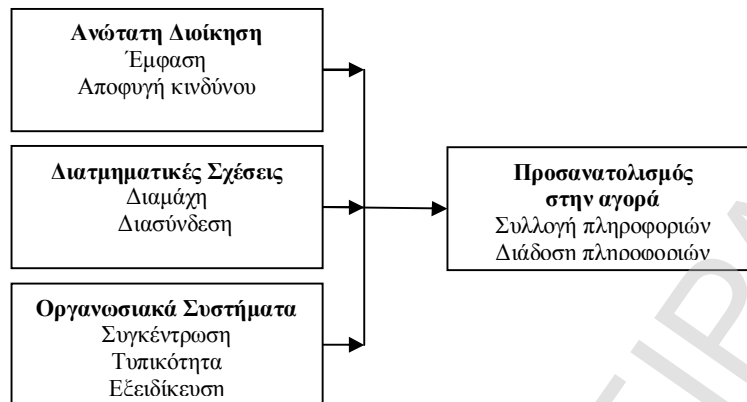 Ανώτατη Διοίκηση
Έμφαση
Αποφυγή κινδύνου
Διατμηματικές Σχέσεις
Διαμάχη
Διασύνδεση
Οργανωσιακά Συστήματα
Συγκέντρωση
Τυπικότητα
Εξειδίκευση
Προσανατολισμός
στην αγορά
Συλλογή πληροφοριών
Διάδοση πληροφοριών